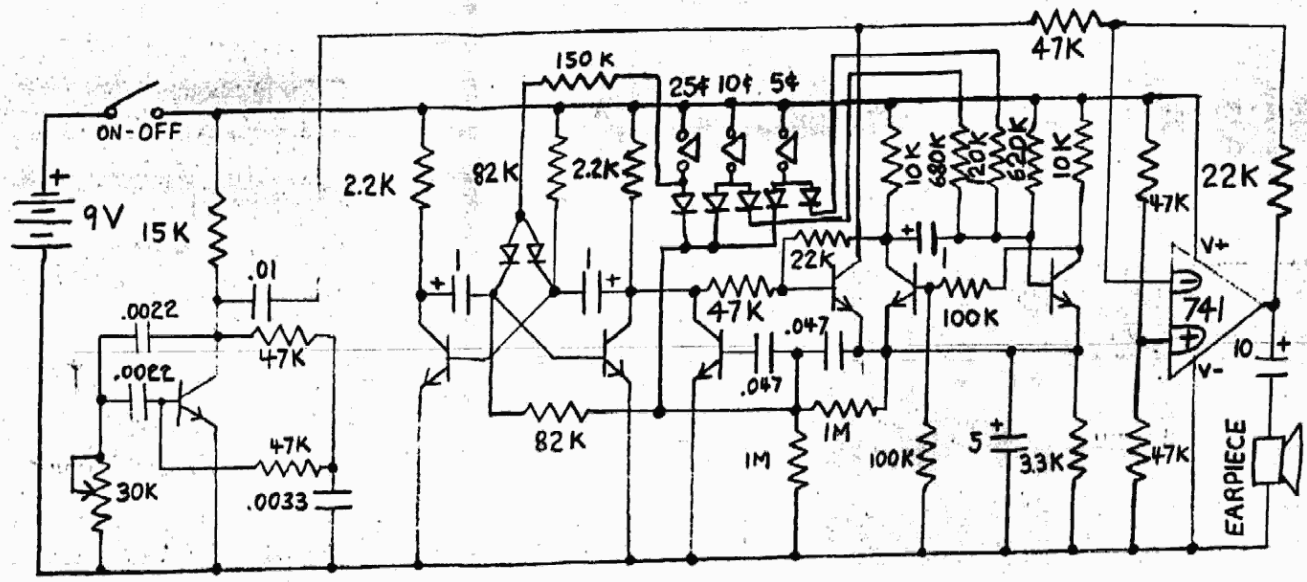 47K
150K
25¢ 10¢ 5¢
ON-OFF
+
9V
2.2K
82K
2.2K
10K
680K
120K
620K
10K
47K
22K
15K
.01
.0022
.0022
47K
47K
30K
.0033
+
1
1
+
22K
+
1
47K
100K
.047
.047
82K
1M
1M
100K
5
+
3.3K
47K
V+
-
741
+
V-
10
+
EARPIECE